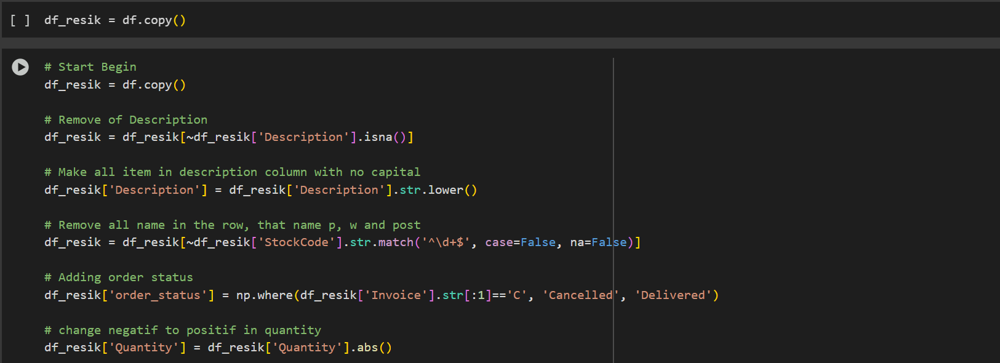 [ ] df_resik = df.copy()
# Start Begin
df_resik = df.copy()
# Remove of Description
df_resik = df_resik[~df_resik['Description'].isna()]
# Make all item in description column with no capital
df_resik['Description'] = df_resik['Description'].str.lower()
# Remove all name in the row, that name p, w and post
df_resik = df_resik[~df_resik['StockCode'].str.match('^\d+$', case=False, na=False)]
# Adding order status
df_resik['order_status'] = np.where(df_resik['Invoice'].str[:1]=='C', 'Cancelled', 'Delivered')
# change negatif to positif in quantity
df_resik['Quantity'] = df_resik['Quantity'].abs()